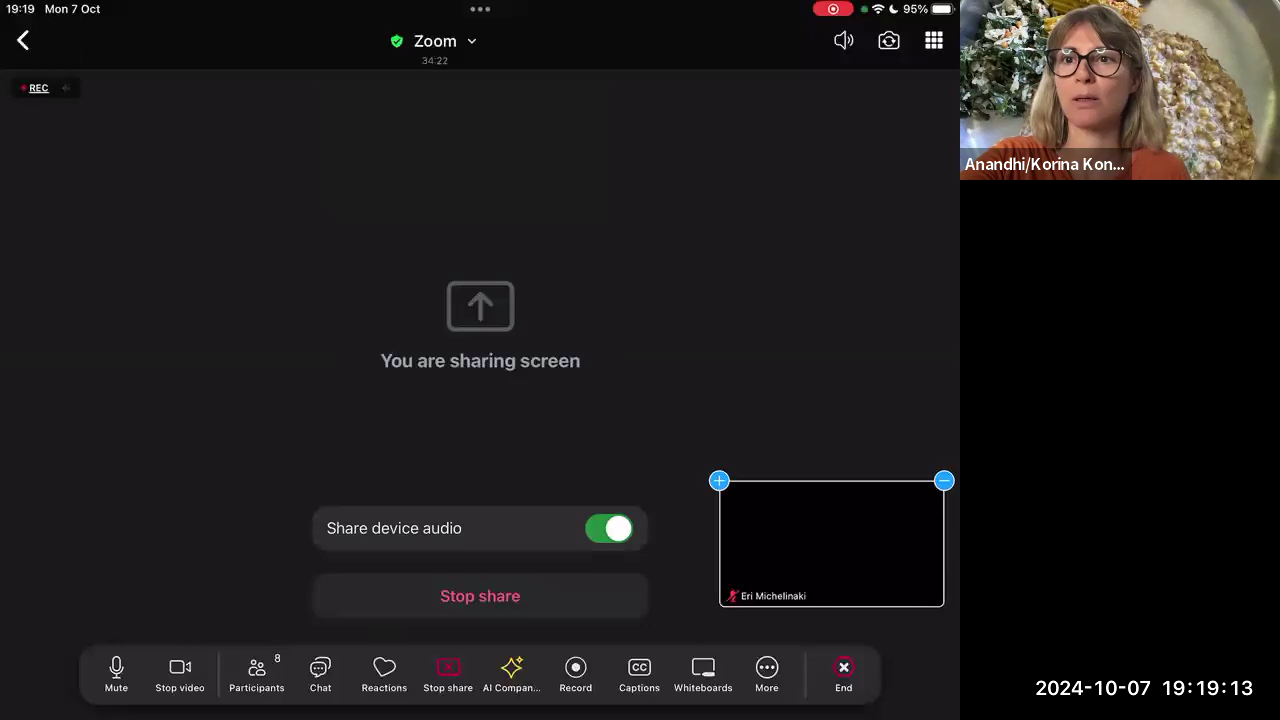 19:19 Mon 7 Oct
95%
Zoom
34:22
REC
Anandhi/Korina Kon...
You are sharing screen
Share device audio
Stop share
Eri Michelinaki
8
CC
Mute
Stop video
Participants
Chat
Reactions
Stop share
AI Compan...
Record
Captions
Whiteboards
More
End
2024-10-07 19:19:13